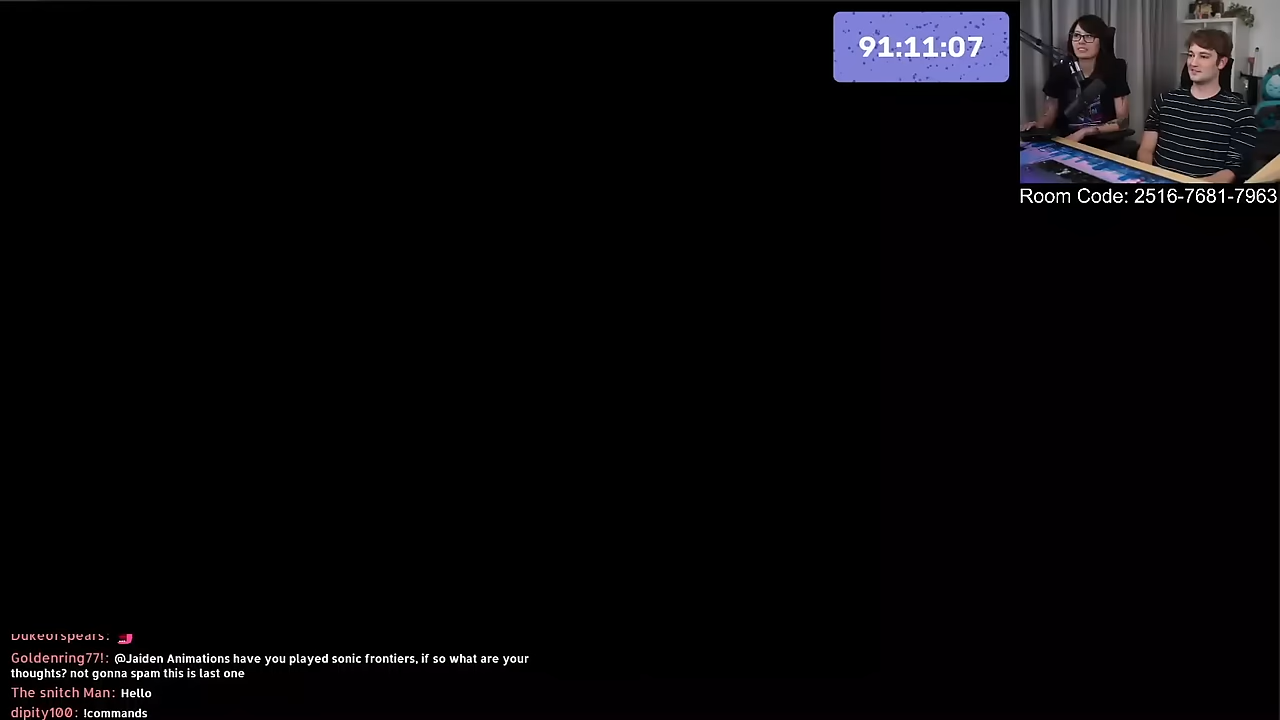 91:11:07
Room Code: 2516-7681-7963
Dukeofspears:
Goldenring77!: @Jaiden Animations have you played sonic frontiers, if so what are your
thoughts? not gonna spam this is last one
The snitch Man: Hello
dipity100: !commands